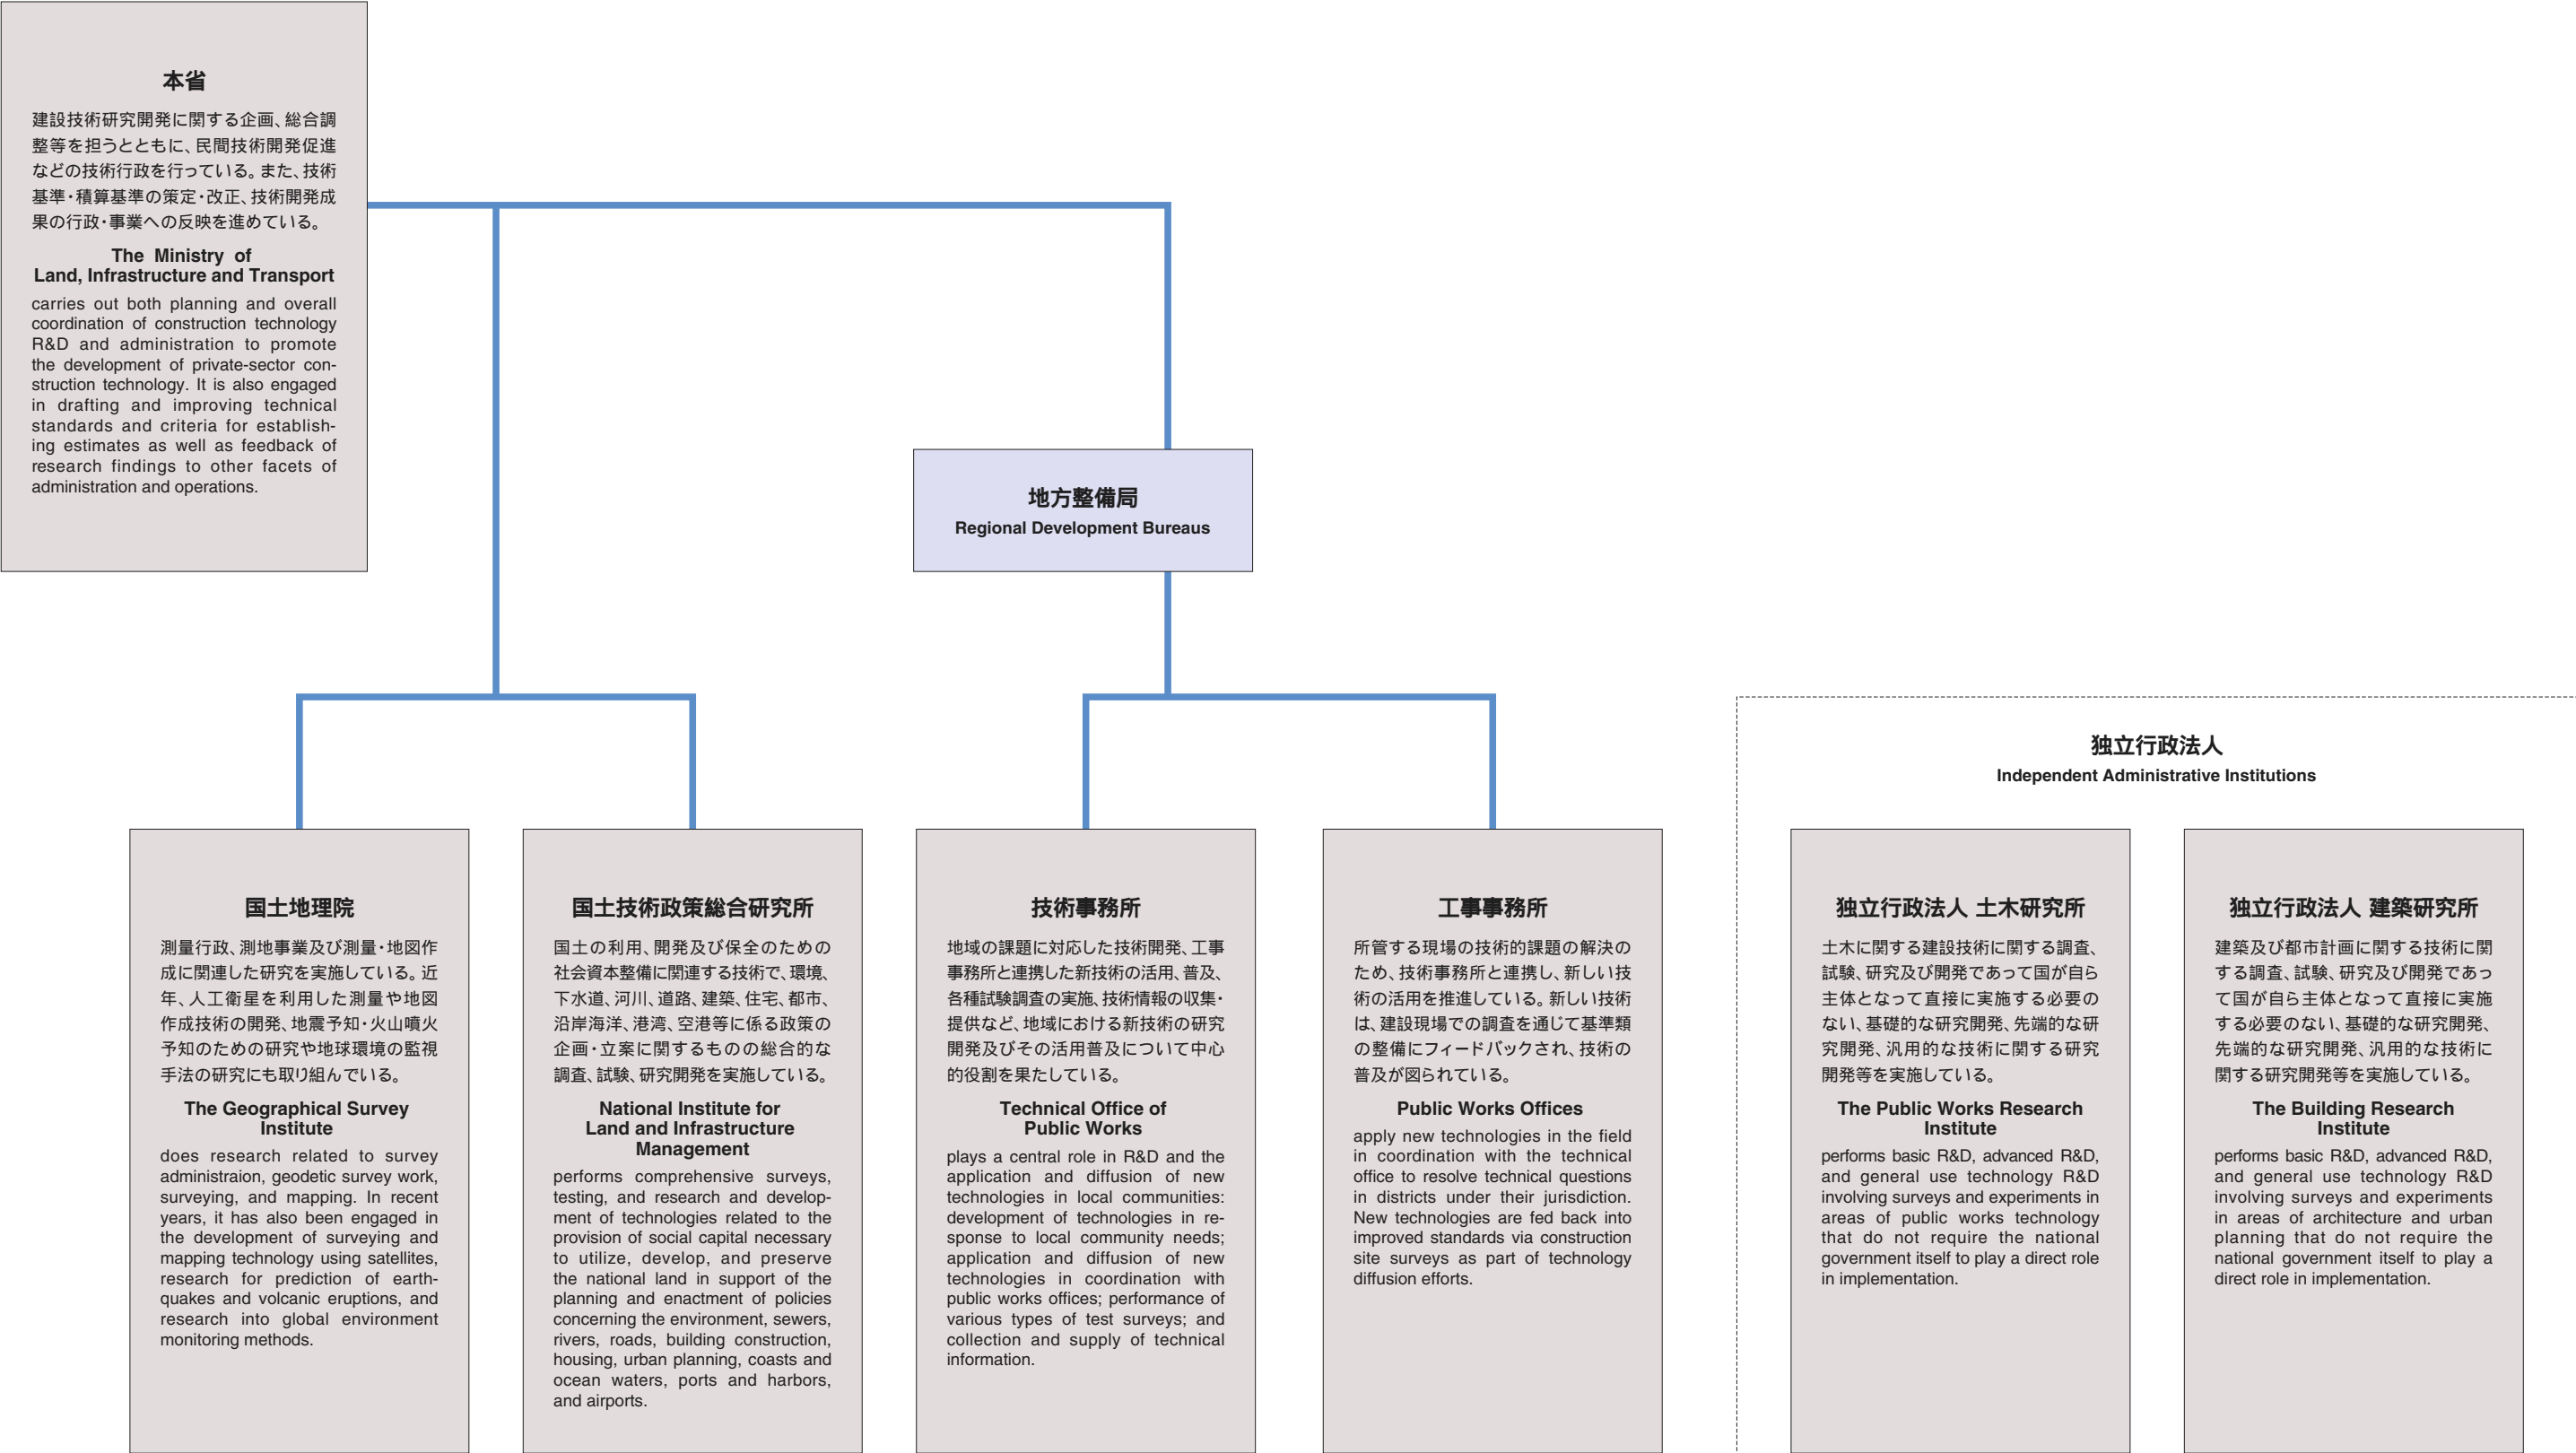 本省
建設技術研究開発に関する企画、総合調
整等を担うとともに、民間技術開発促進
などの技術行政を行っている。また、技術
基準・積算基準の策定・改正、技術開発成
果の行政・事業への反映を進めている。
The Ministry of
Land, Infrastructure and Transport
carries out both planning and overall
coordination of construction technology
R&D and administration to promote
the development of private-sector con-
struction technology. It is also engaged
in drafting and improving technical
standards and criteria for establish-
ing estimates as well as feedback of
research findings to other facets of
administration and operations.
地方整備局
Regional Development Bureaus
国土地理院
測量行政、測地事業及び測量・地図作
成に関連した研究を実施している。近
年、人工衛星を利用した測量や地図
作成技術の開発、地震予知・火山噴火
予知のための研究や地球環境の監視
手法の研究にも取り組んでいる。
The Geographical Survey
Institute
does research related to survey
administraion, geodetic survey work,
surveying, and mapping. In recent
years, it has also been engaged in
the development of surveying and
mapping technology using satellites,
research for prediction of earth-
quakes and volcanic eruptions, and
research into global environment
monitoring methods.
国土技術政策総合研究所
国土の利用、開発及び保全のための
社会資本整備に関連する技術で、環境、
下水道、河川、道路、建築、住宅、都市、
沿岸海洋、港湾、空港等に係る政策の
企画・立案に関するものの総合的な
調査、試験、研究開発を実施している。
National Institute for
Land and Infrastructure
Management
performs comprehensive surveys,
testing, and research and develop-
ment of technologies related to the
provision of social capital necessary
to utilize, develop, and preserve
the national land in support of the
planning and enactment of policies
concerning the environment, sewers,
rivers, roads, building construction,
housing, urban planning, coasts and
ocean waters, ports and harbors,
and airports.
技術事務所
地域の課題に対応した技術開発、工事
事務所と連携した新技術の活用、普及、
各種試験調査の実施、技術情報の収集・
提供など、地域における新技術の研究
開発及びその活用普及について中心
的役割を果たしている。
Technical Office of
Public Works
plays a central role in R&D and the
application and diffusion of new
technologies in local communities:
development of technologies in re-
sponse to local community needs;
application and diffusion of new
technologies in coordination with
public works offices; performance of
various types of test surveys; and
collection and supply of technical
information.
工事事務所
所管する現場の技術的課題の解決の
ため、技術事務所と連携し、新しい技
術の活用を推進している。新しい技術
は、建設現場での調査を通じて基準類
の整備にフィードバックされ、技術の
普及が図られている。
Public Works Offices
apply new technologies in the field
in coordination with the technical
office to resolve technical questions
in districts under their jurisdiction.
New technologies are fed back into
improved standards via construction
site surveys as part of technology
diffusion efforts.
独立行政法人
Independent Administrative Institutions
独立行政法人 土木研究所
土木に関する建設技術に関する調査、
試験、研究及び開発であって国が自ら
主体となって直接に実施する必要の
ない、基礎的な研究開発、先端的な研
究開発、汎用的な技術に関する研究
開発等を実施している。
The Public Works Research
Institute
performs basic R&D, advanced R&D,
and general use technology R&D
involving surveys and experiments in
areas of public works technology
that do not require the national
government itself to play a direct role
in implementation.
独立行政法人 建築研究所
建築及び都市計画に関する技術に関
する調査、試験、研究及び開発であっ
て国が自ら主体となって直接に実施
する必要のない、基礎的な研究開発、
先端的な研究開発、汎用的な技術に
関する研究開発等を実施している。
The Building Research
Institute
performs basic R&D, advanced R&D,
and general use technology R&D
involving surveys and experiments
in areas of architecture and urban
planning that do not require the
national government itself to play a
direct role in implementation.